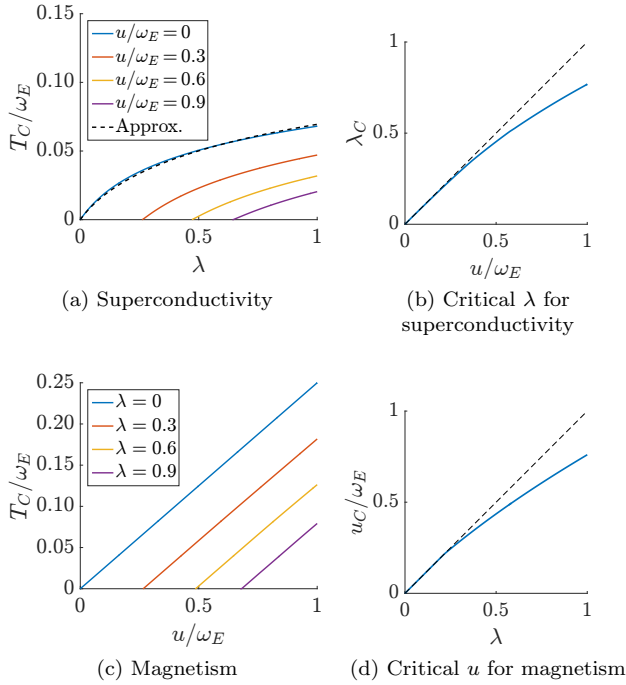 0.15
0.10
0.05
0
T_C/ω_E
u/ω_E = 0
u/ω_E = 0.3
u/ω_E = 0.6
u/ω_E = 0.9
Approx.
0 0.5 1
λ
(a) Superconductivity
1
0.5
0
λ_C
0 0.5 1
u/ω_E
(b) Critical λ for
superconductivity
0.25
0.20
0.15
0.10
0.05
0
T_C/ω_E
λ = 0
λ = 0.3
λ = 0.6
λ = 0.9
0 0.5 1
u/ω_E
(c) Magnetism
1
0.5
0
u_C/ω_E
0 0.5 1
λ
(d) Critical u for magnetism